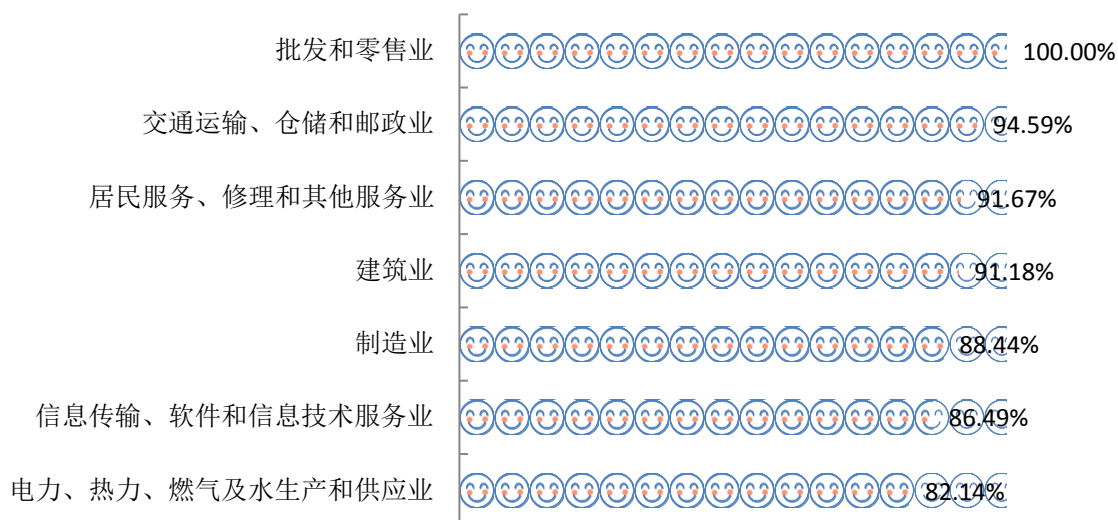 批发和零售业 100.00%
交通运输、仓储和邮政业 94.59%
居民服务、修理和其他服务业 91.67%
建筑业 91.18%
制造业 88.44%
信息传输、软件和信息技术服务业 86.49%
电力、热力、燃气及水生产和供应业 82.14%